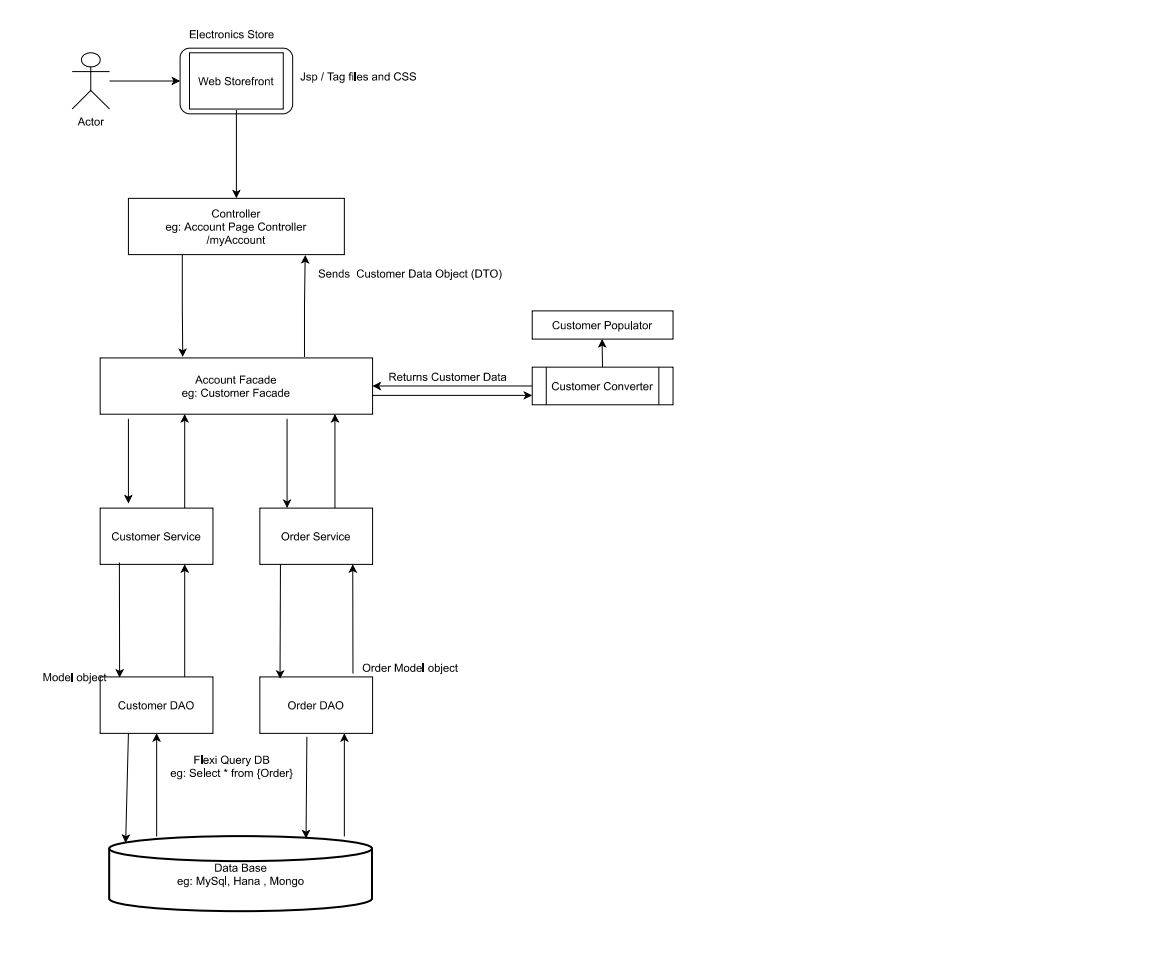 Electronics Store
Web Storefront
Jsp / Tag files and CSS
Actor
Controller
eg: Account Page Controller
/myAccount
Sends  Customer Data Object (DTO)
Customer Populator
Account Facade
eg: Customer Facade
Returns Customer Data
Customer Converter
Customer Service
Order Service
Model object
Order Model object
Customer DAO
Order DAO
Flexi Query DB
eg: Select * from {Order}
Data Base
eg: MySql, Hana , Mongo